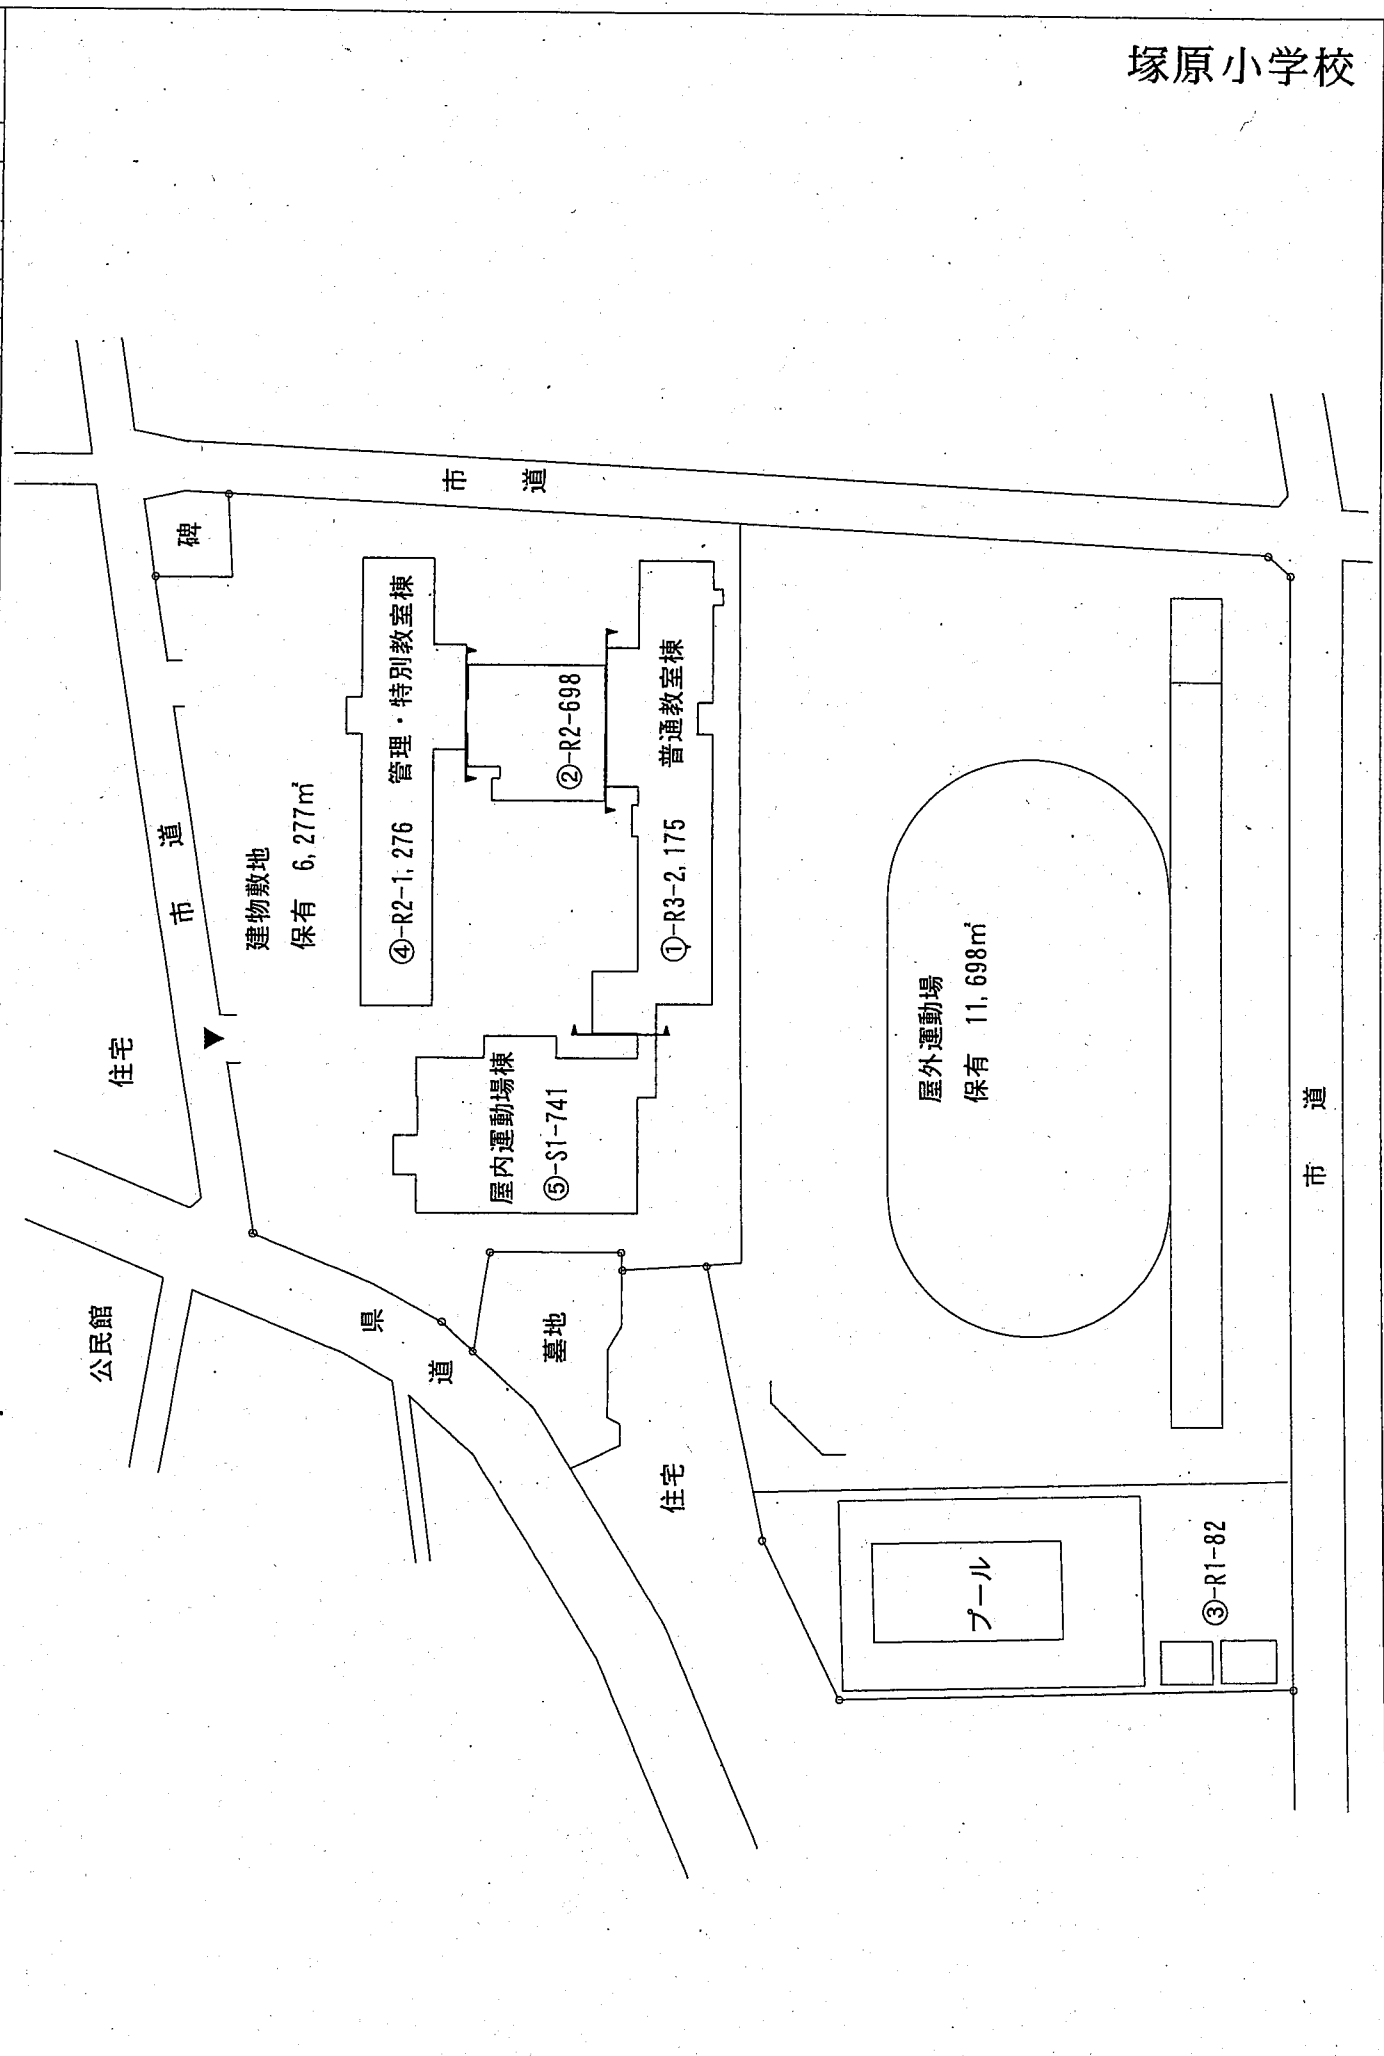 塚原小学校
市道
碑
市道
住宅
公民館
県道
建物敷地
保有 6,277㎡
④-R2-1,276 管理・特別教室棟
②-R2-698
①-R3-2,175 普通教室棟
屋内運動場棟
⑤-S1-741
墓地
住宅
屋外運動場
保有 11,698㎡
プール
③-R1-82
市道